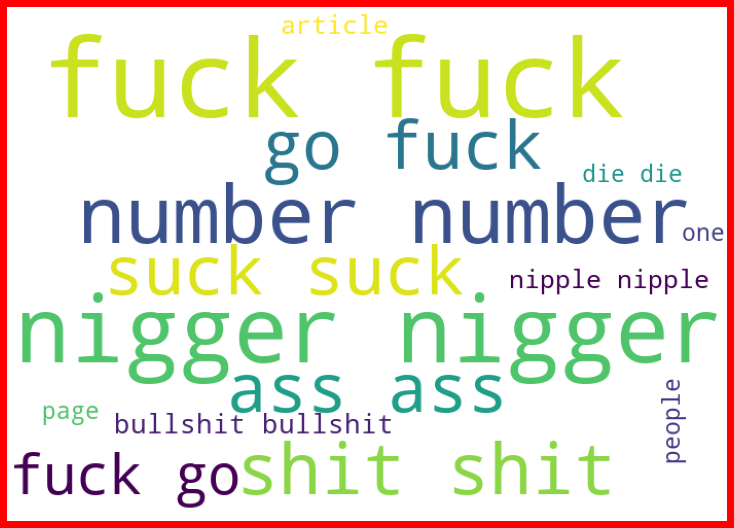 article
fuck fuck
go fuck
die die
number number
one
suck suck
nipple nipple
nigger nigger
ass ass
people
page
bullshit bullshit
fuck go
shit shit